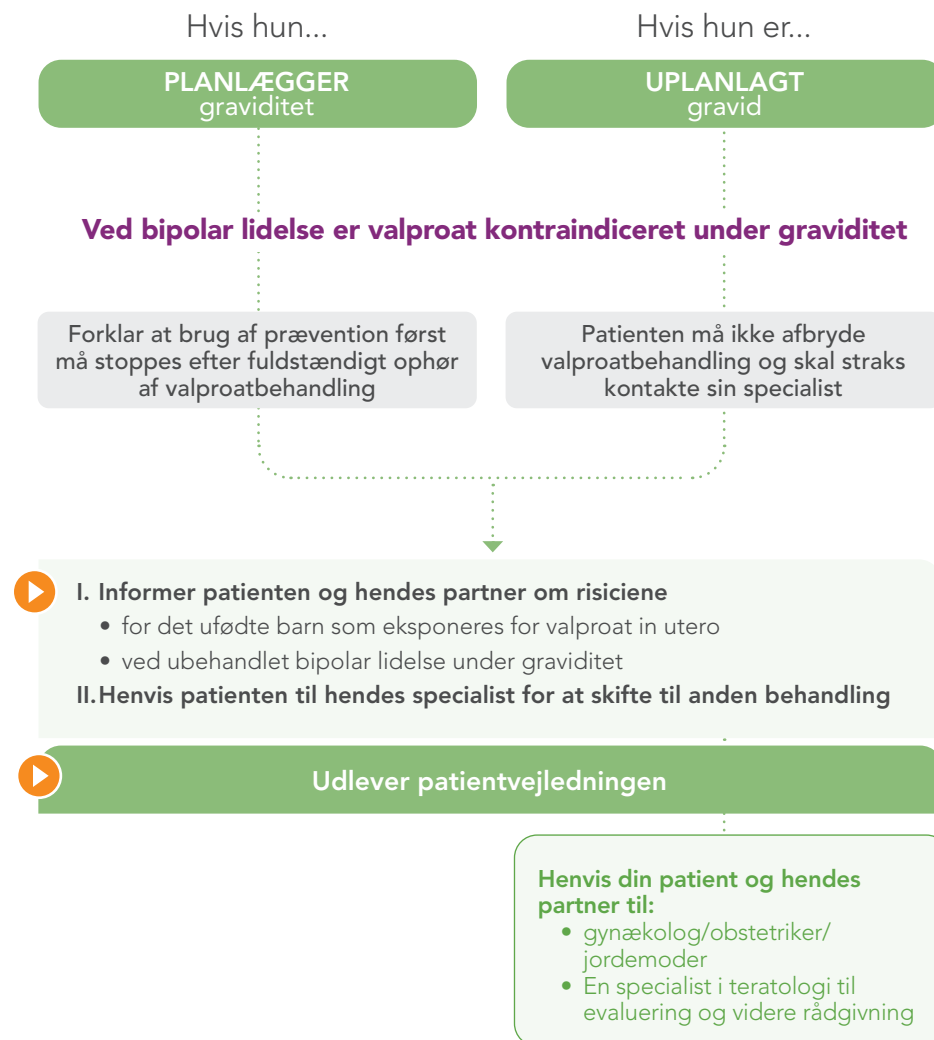 Hvis hun...
PLANLÆGGER
graviditet
Hvis hun er...
UPLANLAGT
gravid
Ved bipolar lidelse er valproat kontraindiceret under graviditet
Forklar at brug af prævention først
må stoppes efter fuldstændigt ophør
af valproatbehandling
Patienten må ikke afbryde
valproatbehandling og skal straks
kontakte sin specialist
I. Informer patienten og hendes partner om risiciene
• for det ufødte barn som eksponeres for valproat in utero
• ved ubehandlet bipolar lidelse under graviditet
II.Henvis patienten til hendes specialist for at skifte til anden behandling
Udlever patientvejledningen
Henvis din patient og hendes
partner til:
• gynækolog/obstetriker/
jordemoder
• En specialist i teratologi til
evaluering og videre rådgivning